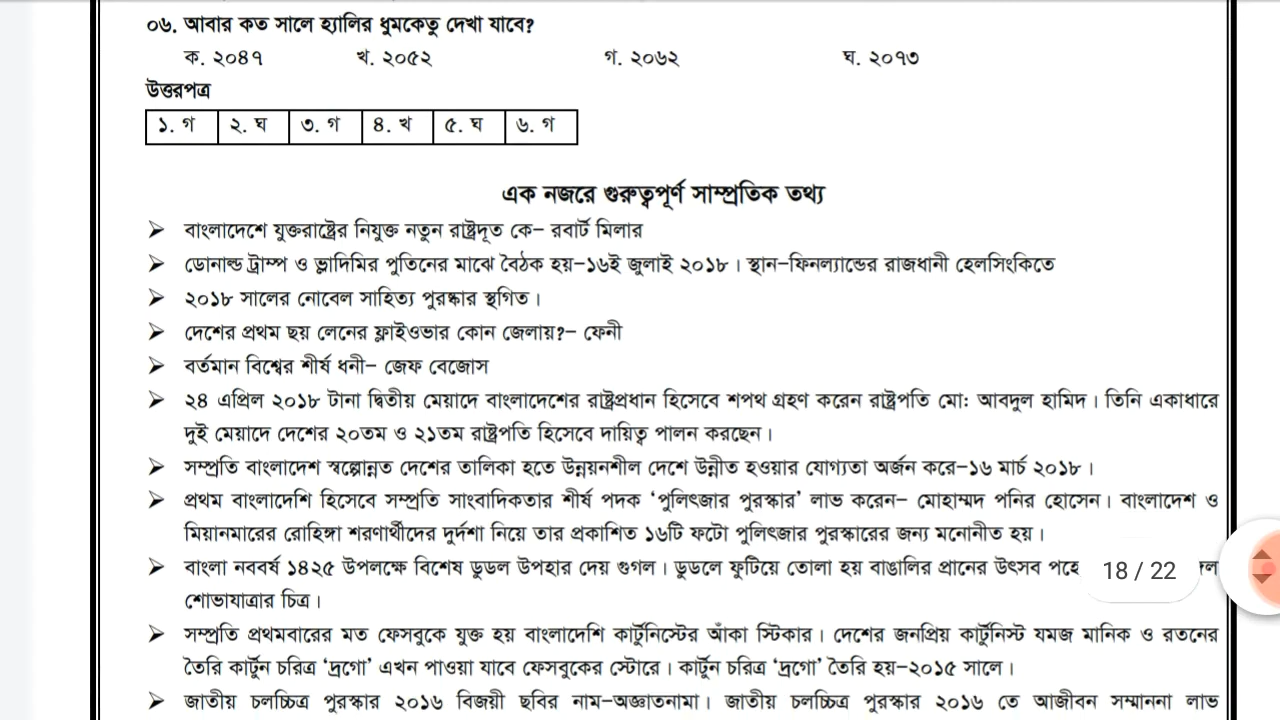 ০৬. আবার কত সালে হ্যালির ধুমকেতু দেখা যাবে?
ক. ২০৪৭ খ. ২০৫২ গ. ২০৬২ ঘ. ২০৭৩
উত্তরপত্র
১. গ ২. ঘ ৩. গ ৪. খ ৫. ঘ ৬. গ
এক নজরে গুরুত্বপূর্ণ সাম্প্রতিক তথ্য
➢ বাংলাদেশে যুক্তরাষ্ট্রের নিযুক্ত নতুন রাষ্ট্রদূত কে– রবার্ট মিলার
➢ ডোনাল্ড ট্রাম্প ও ভ্লাদিমির পুতিনের মাঝে বৈঠক হয়–১৬ই জুলাই ২০১৮। স্থান–ফিনল্যান্ডের রাজধানী হেলসিংকিতে
➢ ২০১৮ সালের নোবেল সাহিত্য পুরষ্কার স্থগিত।
➢ দেশের প্রথম ছয় লেনের ফ্লাইওভার কোন জেলায়?– ফেনী
➢ বর্তমান বিশ্বের শীর্ষ ধনী– জেফ বেজোস
➢ ২৪ এপ্রিল ২০১৮ টানা দ্বিতীয় মেয়াদে বাংলাদেশের রাষ্ট্রপ্রধান হিসেবে শপথ গ্রহণ করেন রাষ্ট্রপতি মো: আবদুল হামিদ। তিনি একাধারে
দুই মেয়াদে দেশের ২০তম ও ২১তম রাষ্ট্রপতি হিসেবে দায়িত্ব পালন করছেন।
➢ সম্প্রতি বাংলাদেশ স্বল্পোন্নত দেশের তালিকা হতে উন্নয়নশীল দেশে উন্নীত হওয়ার যোগ্যতা অর্জন করে–১৬ মার্চ ২০১৮।
➢ প্রথম বাংলাদেশি হিসেবে সম্প্রতি সাংবাদিকতার শীর্ষ পদক ‘পুলিৎজার পুরস্কার’ লাভ করেন– মোহাম্মদ পনির হোসেন। বাংলাদেশ ও
মিয়ানমারের রোহিঙ্গা শরণার্থীদের দুর্দশা নিয়ে তার প্রকাশিত ১৬টি ফটো পুলিৎজার পুরস্কারের জন্য মনোনীত হয়।
➢ বাংলা নববর্ষ ১৪২৫ উপলক্ষে বিশেষ ডুডল উপহার দেয় গুগল। ডুডলে ফুটিয়ে তোলা হয় বাঙালির প্রানের উৎসব পহে 18 / 22
শোভাযাত্রার চিত্র।
➢ সম্প্রতি প্রথমবারের মত ফেসবুকে যুক্ত হয় বাংলাদেশি কার্টুনিস্টের আঁকা স্টিকার। দেশের জনপ্রিয় কার্টুনিস্ট যমজ মানিক ও রতনের
তৈরি কার্টুন চরিত্র ‘দ্রগো’ এখন পাওয়া যাবে ফেসবুকের স্টোরে। কার্টুন চরিত্র ‘দ্রগো’ তৈরি হয়–২০১৫ সালে।
➢ জাতীয় চলচ্চিত্র পুরস্কার ২০১৬ বিজয়ী ছবির নাম–অজ্ঞাতনামা। জাতীয় চলচ্চিত্র পুরস্কার ২০১৬ তে আজীবন সম্মাননা লাভ